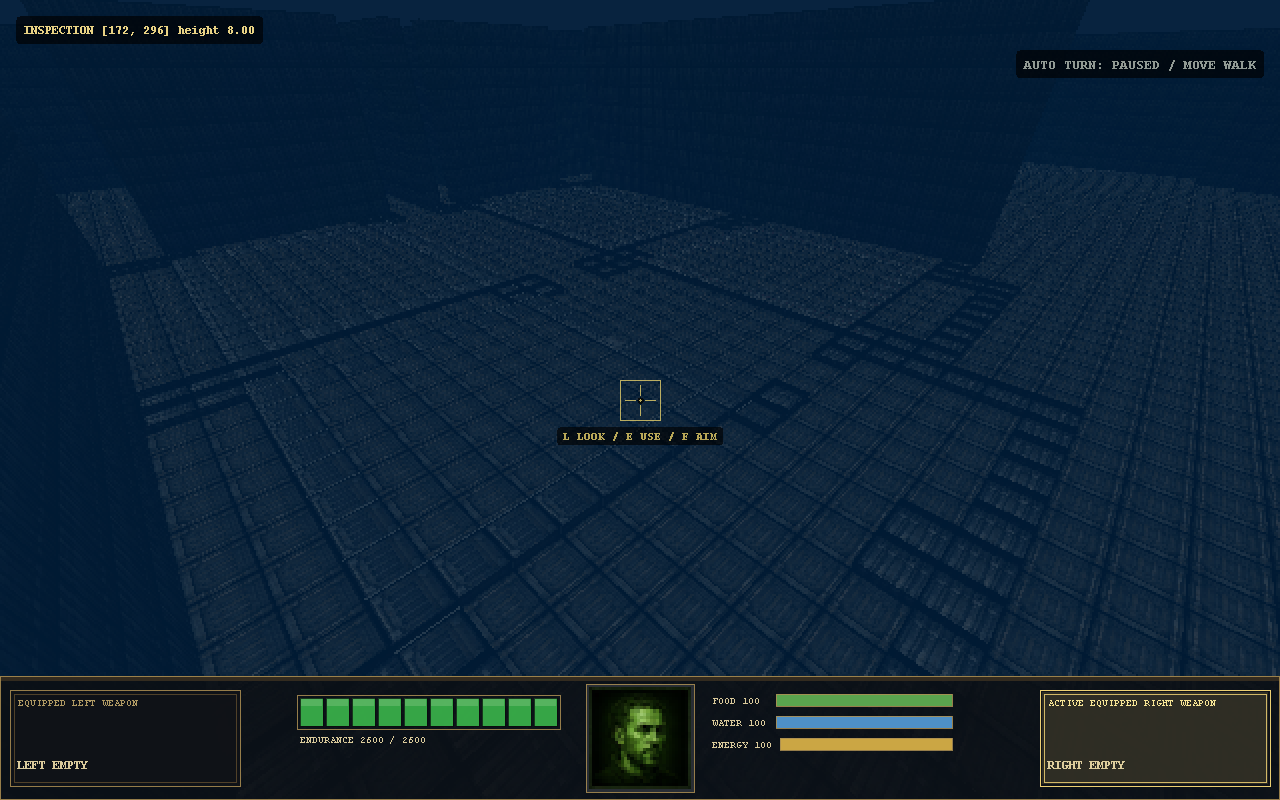 INSPECTION [172, 296] height 8.00
AUTO TURN: PAUSED / MOVE WALK
L LOOK / E USE / F AIM
EQUIPPED LEFT WEAPON
LEFT EMPTY
ENDURANCE 2600 / 2600
FOOD 100
WATER 100
ENERGY 100
ACTIVE EQUIPPED RIGHT WEAPON
RIGHT EMPTY